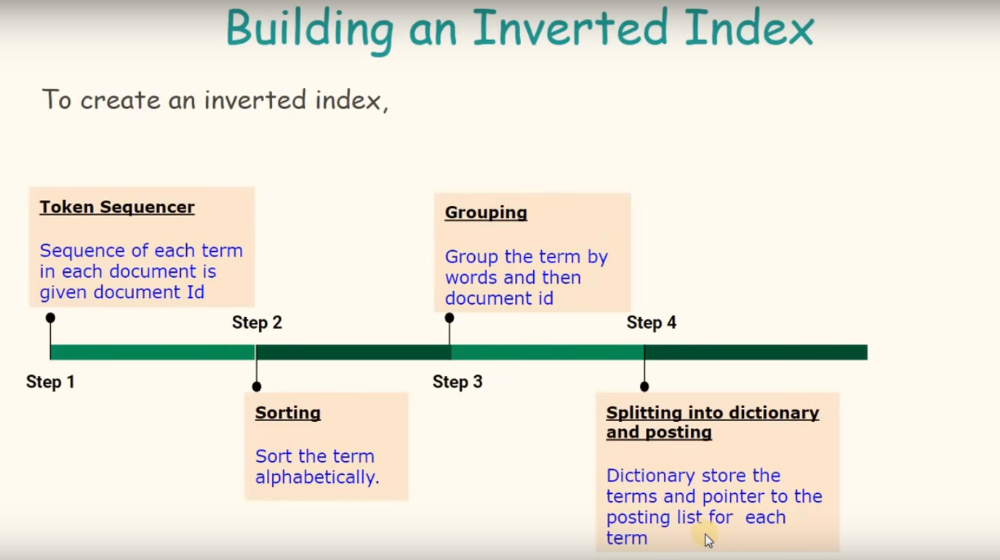 Building an Inverted Index
To create an inverted index,
Token Sequencer
Sequence of each term
in each document is
given document Id
Grouping
Group the term by
words and then
document id
Step 2
Step 4
Step 1
Step 3
Sorting
Sort the term
alphabetically.
Splitting into dictionary
and posting
Dictionary store the
terms and pointer to the
posting list for each
term